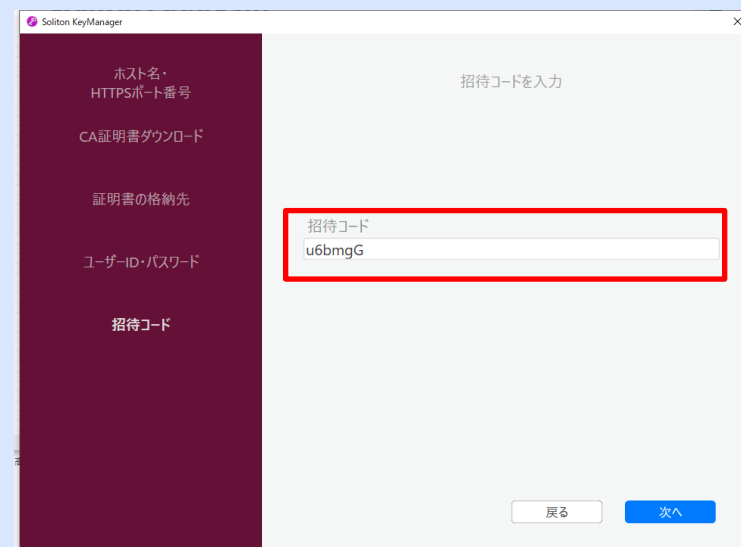 Soliton KeyManager
ホスト名・
HTTPSポート番号
CA証明書ダウンロード
証明書の格納先
ユーザーID・パスワード
招待コード
招待コードを入力
招待コード
u6bmgG
戻る
次へ